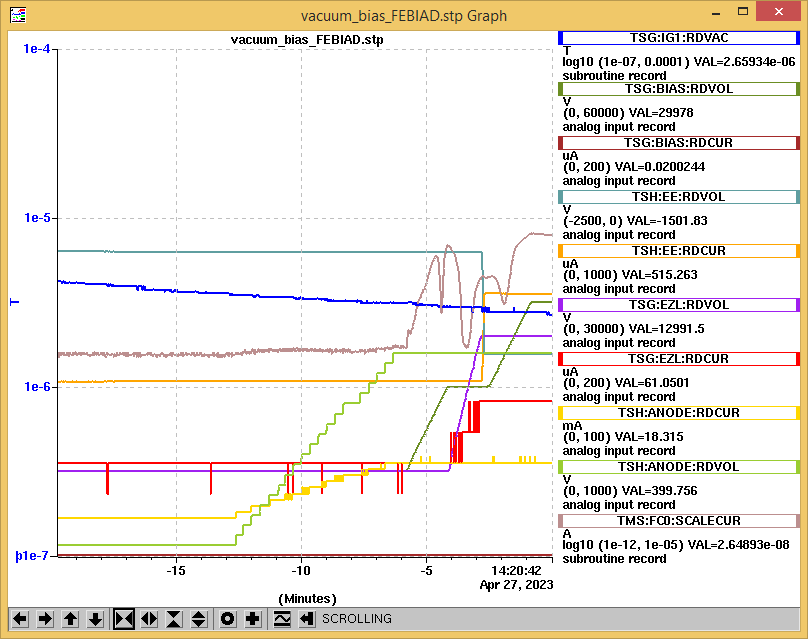 vacuum_bias_FEBIAD.stp Graph
vacuum_bias_FEBIAD.stp
1e-4
1e-5
T
1e-6
þ1e-7
-15
-10
-5
14:20:42
Apr 27, 2023
(Minutes)
TSG:IG1:RDVAC
T
log10 (1e-07, 0.0001) VAL=2.65934e-06
subroutine record
TSG:BIAS:RDVOL
V
(0, 60000) VAL=29978
analog input record
TSG:BIAS:RDCUR
uA
(0, 200) VAL=0.0200244
analog input record
TSH:EE:RDVOL
V
(-2500, 0) VAL=-1501.83
analog input record
TSH:EE:RDCUR
uA
(0, 1000) VAL=515.263
analog input record
TSG:EZL:RDVOL
V
(0, 30000) VAL=12991.5
analog input record
TSG:EZL:RDCUR
uA
(0, 200) VAL=61.0501
analog input record
TSH:ANODE:RDCUR
mA
(0, 100) VAL=18.315
analog input record
TSH:ANODE:RDVOL
V
(0, 1000) VAL=399.756
analog input record
TMS:FC0:SCALECUR
A
log10 (1e-12, 1e-05) VAL=2.64893e-08
subroutine record
SCROLLING